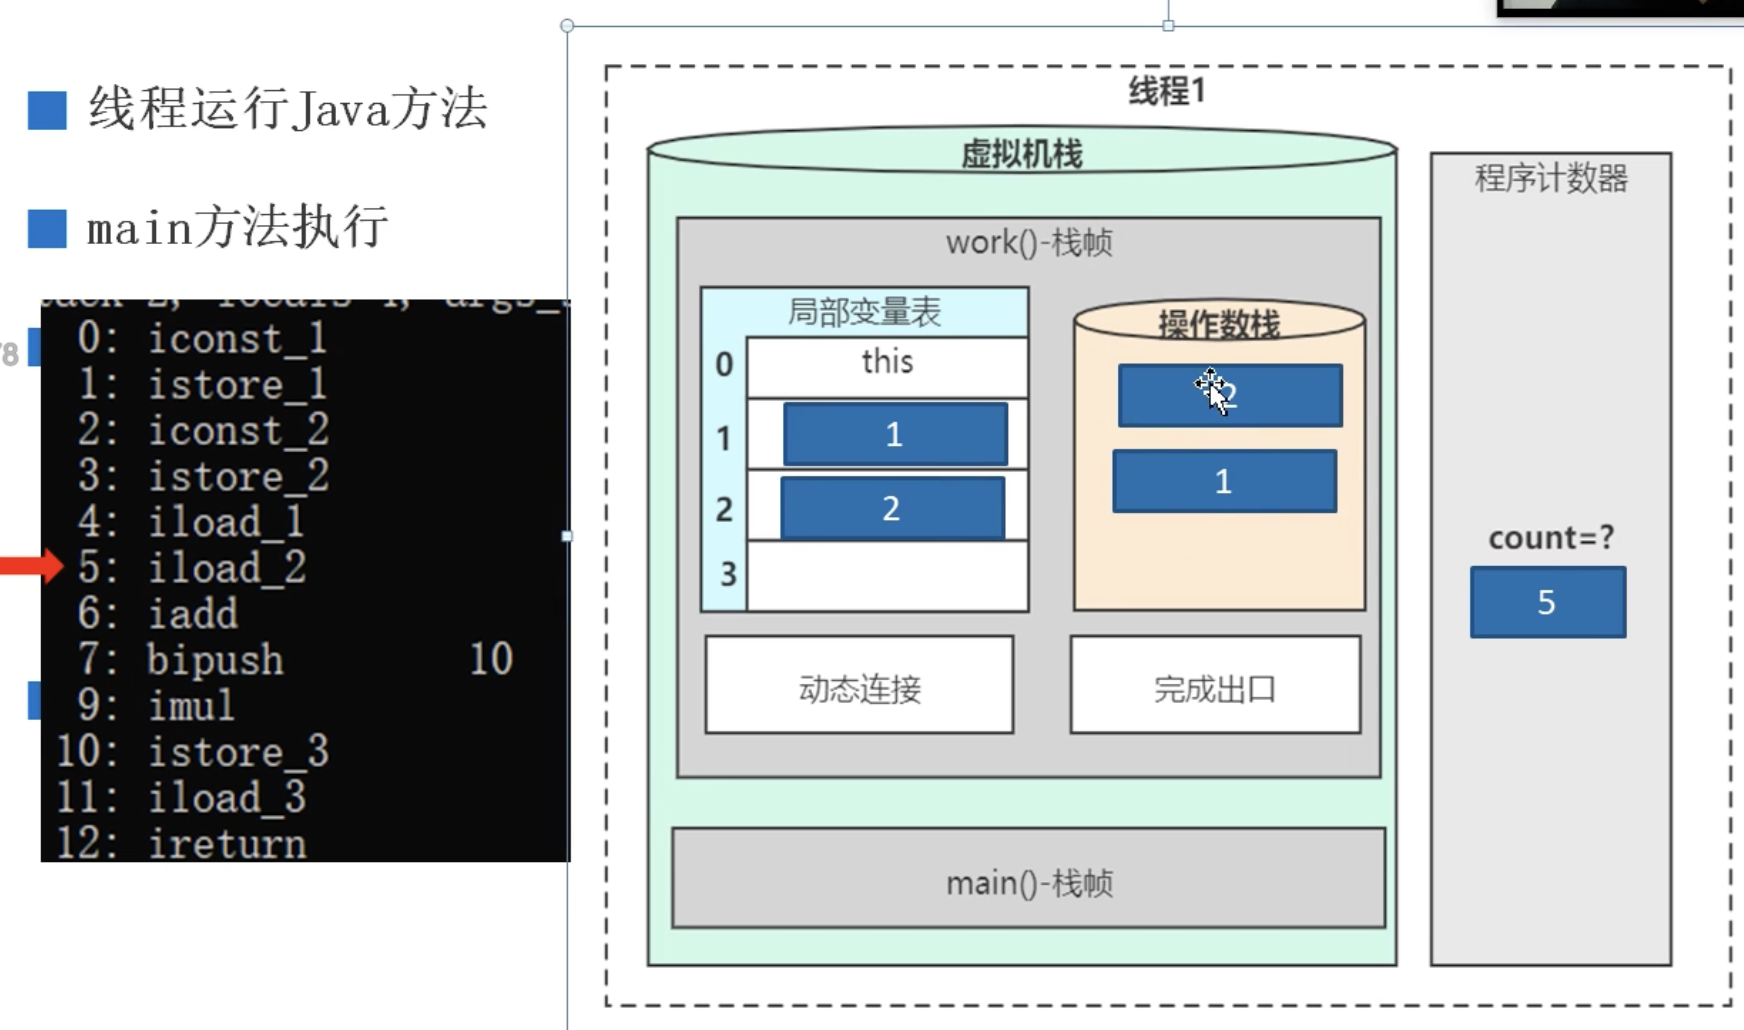 线程运行Java方法
main方法执行
0: iconst_1
1: istore_1
2: iconst_2
3: istore_2
4: iload_1
5: iload_2
6: iadd
7: bipush 10
9: imul
10: istore_3
11: iload_3
12: ireturn
线程1
虚拟机栈
work()-栈帧
局部变量表
0 this
1 1
2 2
3
操作数栈
2
1
动态连接
完成出口
main()-栈帧
程序计数器
count=?
5